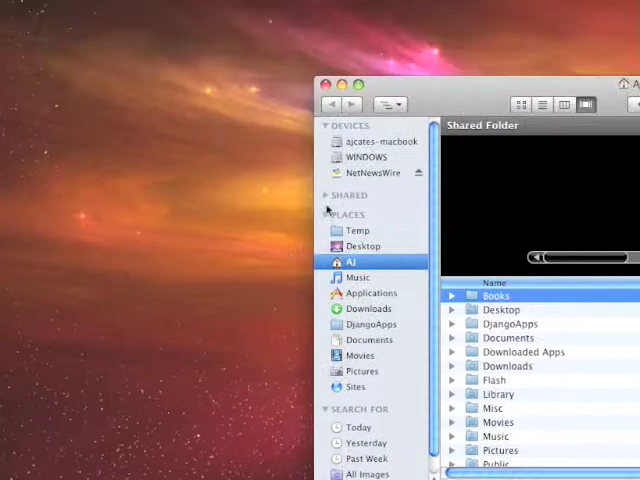 A
DEVICES
Shared Folder
ajcates-macbook
WINDOWS
NetNewsWire
SHARED
PLACES
Temp
Desktop
AJ
Music
Applications
Downloads
DjangoApps
Documents
Movies
Pictures
Sites
SEARCH FOR
Today
Yesterday
Past Week
All Images
Name
Books
Desktop
DjangoApps
Documents
Downloaded Apps
Downloads
Flash
Library
Misc
Movies
Music
Pictures
Public